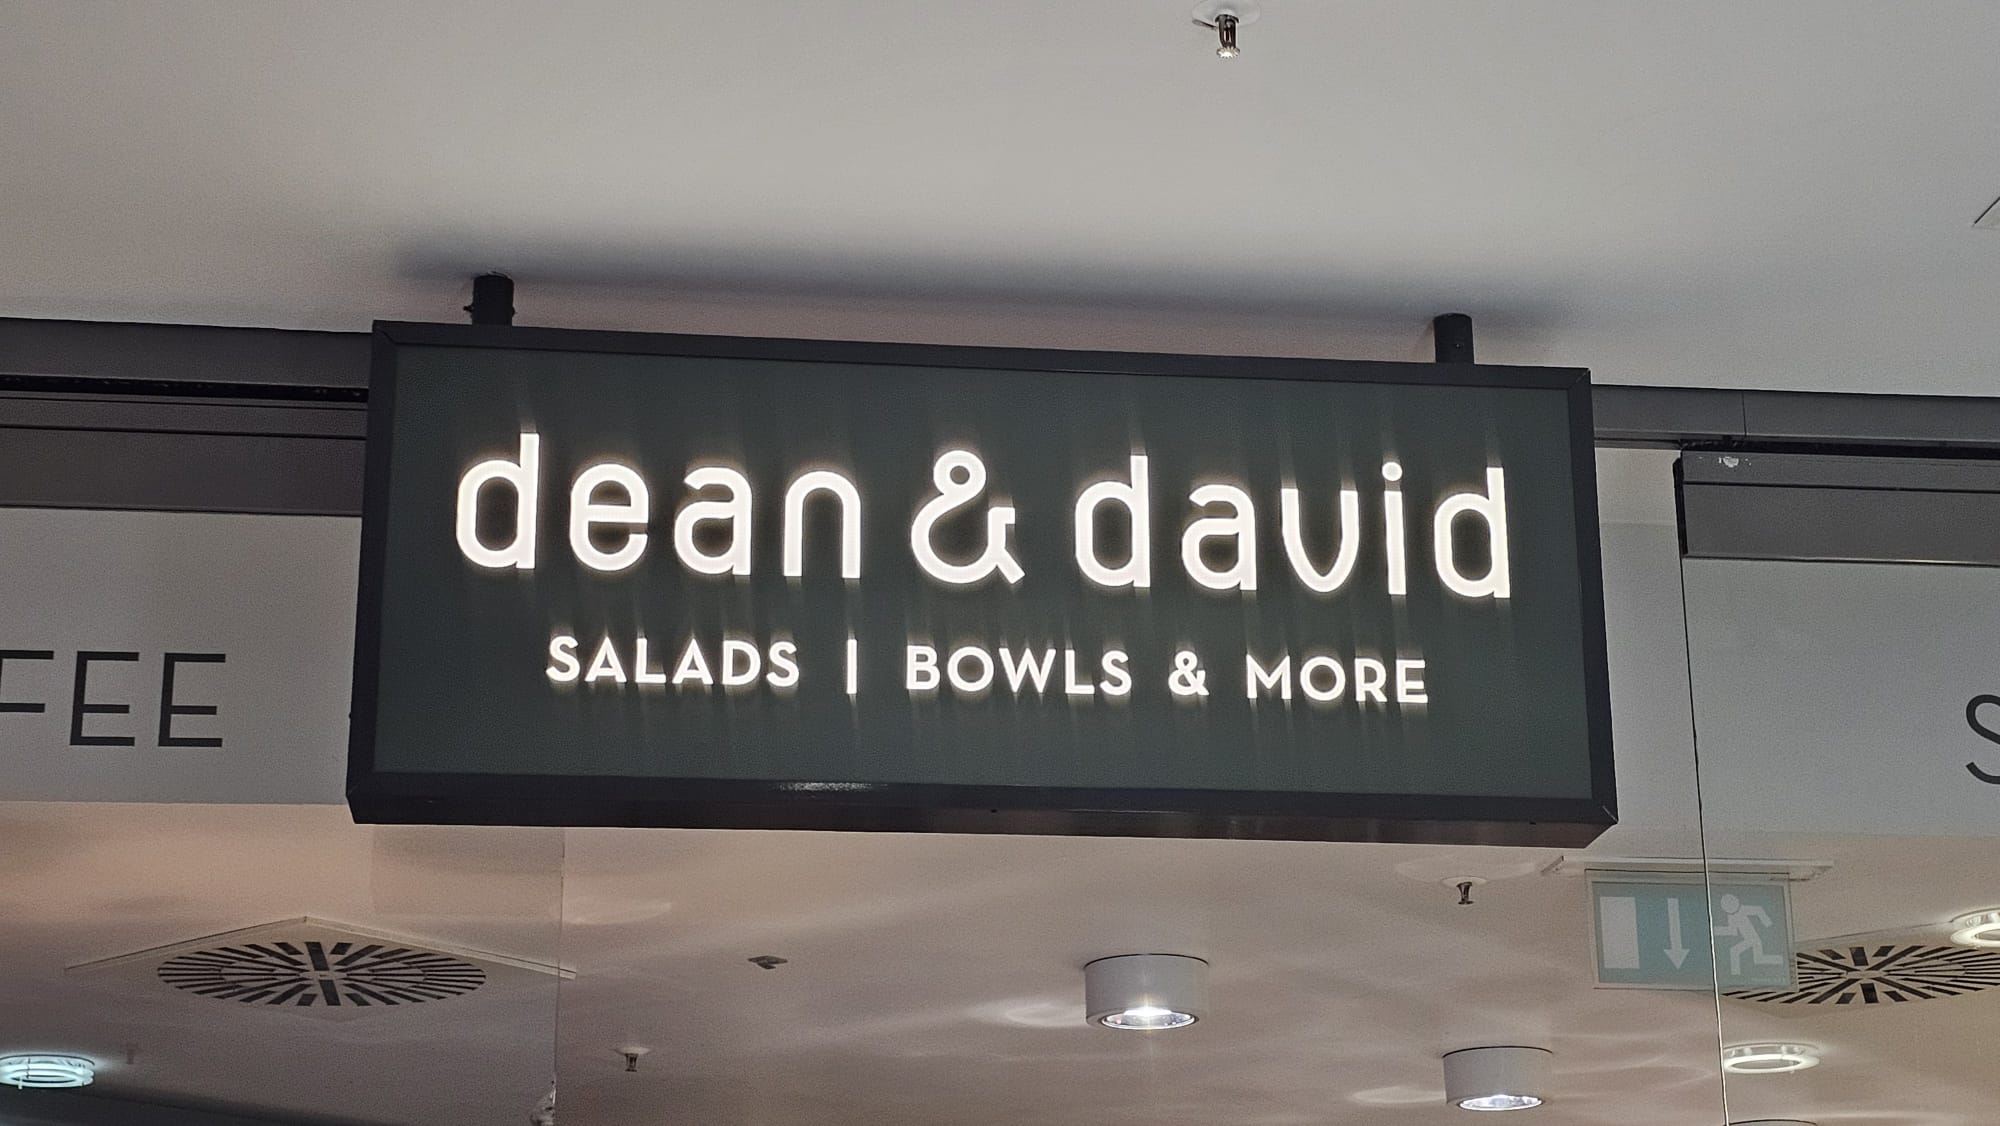 dean & david
SALADS | BOWLS & MORE
FEE
S